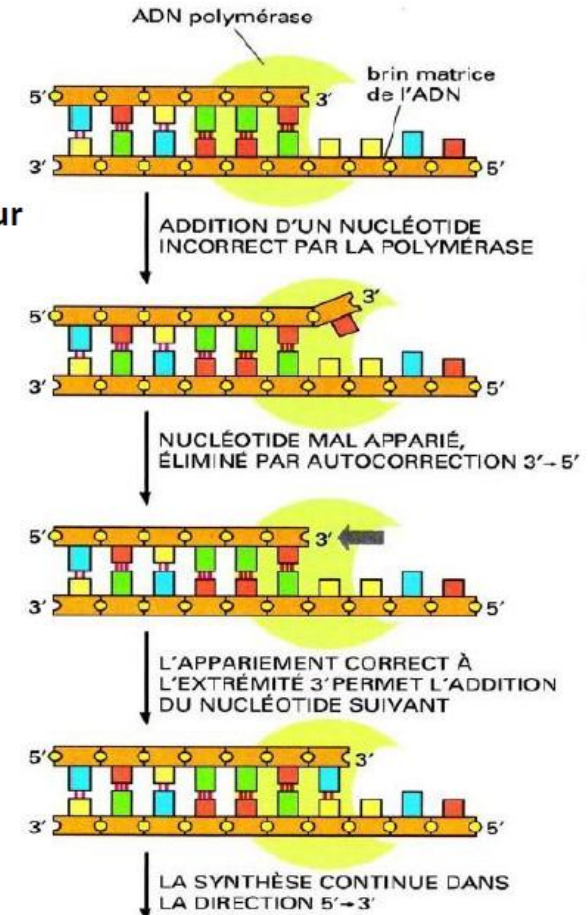 ADN polymérase
brin matrice
de l'ADN
5' 3'
3' 5'
ur
ADDITION D'UN NUCLÉOTIDE
INCORRECT PAR LA POLYMÉRASE
3'
5'
3' 5'
NUCLÉOTIDE MAL APPARIÉ,
ÉLIMINÉ PAR AUTOCORRECTION 3'→5'
5' 3'
3' 5'
L'APPARIEMENT CORRECT À
L'EXTRÉMITÉ 3' PERMET L'ADDITION
DU NUCLÉOTIDE SUIVANT
5' 3'
3' 5'
LA SYNTHÈSE CONTINUE DANS
LA DIRECTION 5'→3'